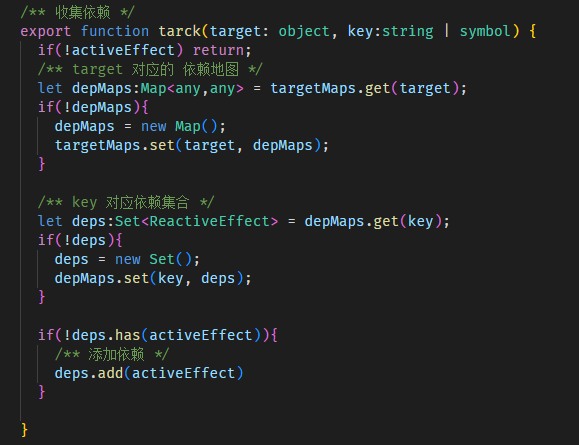 /** 收集依赖 */
export function tarck(target: object, key:string | symbol) {
if(!activeEffect) return;
/** target 对应的 依赖地图 */
let depMaps:Map<any,any> = targetMaps.get(target);
if(!depMaps){
depMaps = new Map();
targetMaps.set(target, depMaps);
}
/** key 对应依赖集合 */
let deps:Set<ReactiveEffect> = depMaps.get(key);
if(!deps){
deps = new Set();
depMaps.set(key, deps);
}
if(!deps.has(activeEffect)){
/** 添加依赖 */
deps.add(activeEffect)
}
}